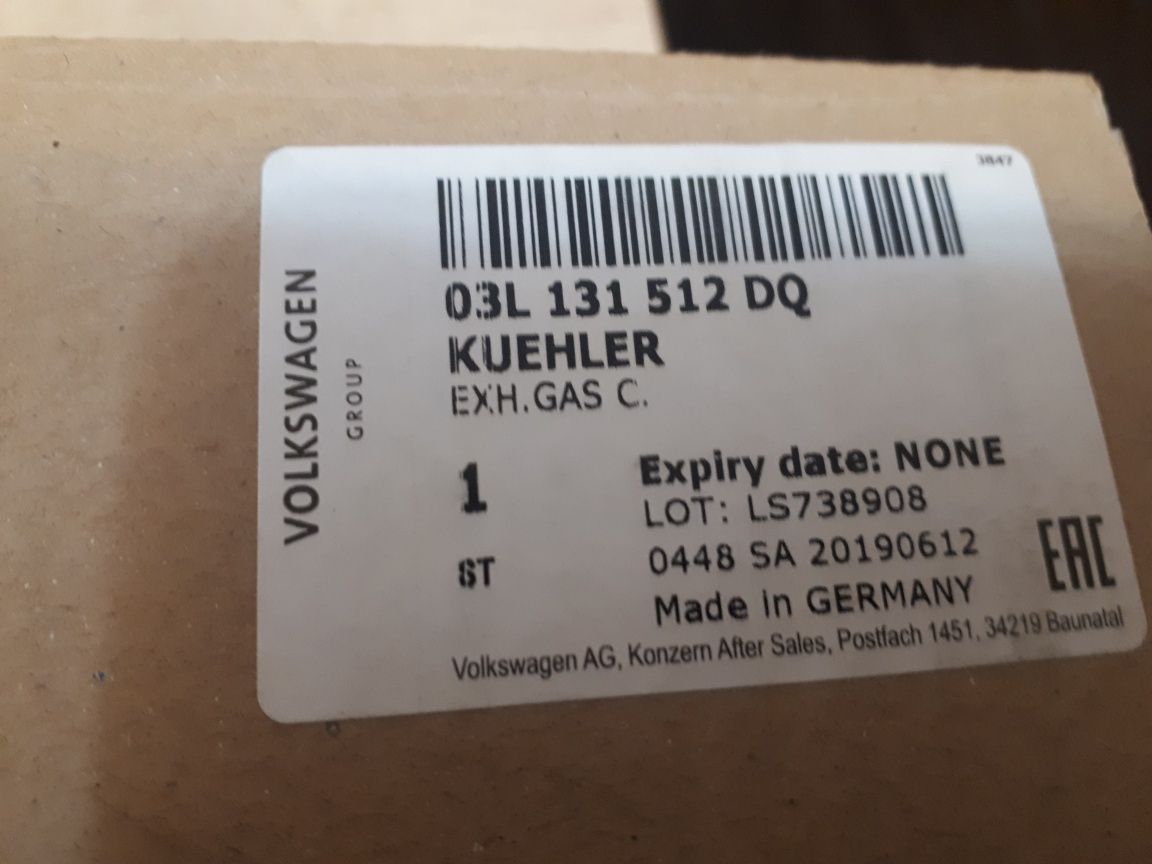 3847
VOLKSWAGEN
GROUP
03L 131 512 DQ
KUEHLER
EXH.GAS C.
1
ST
Expiry date: NONE
LOT: LS738908
0448 SA 20190612
Made in GERMANY
EAC
Volkswagen AG, Konzern After Sales, Postfach 1451, 34219 Baunatal